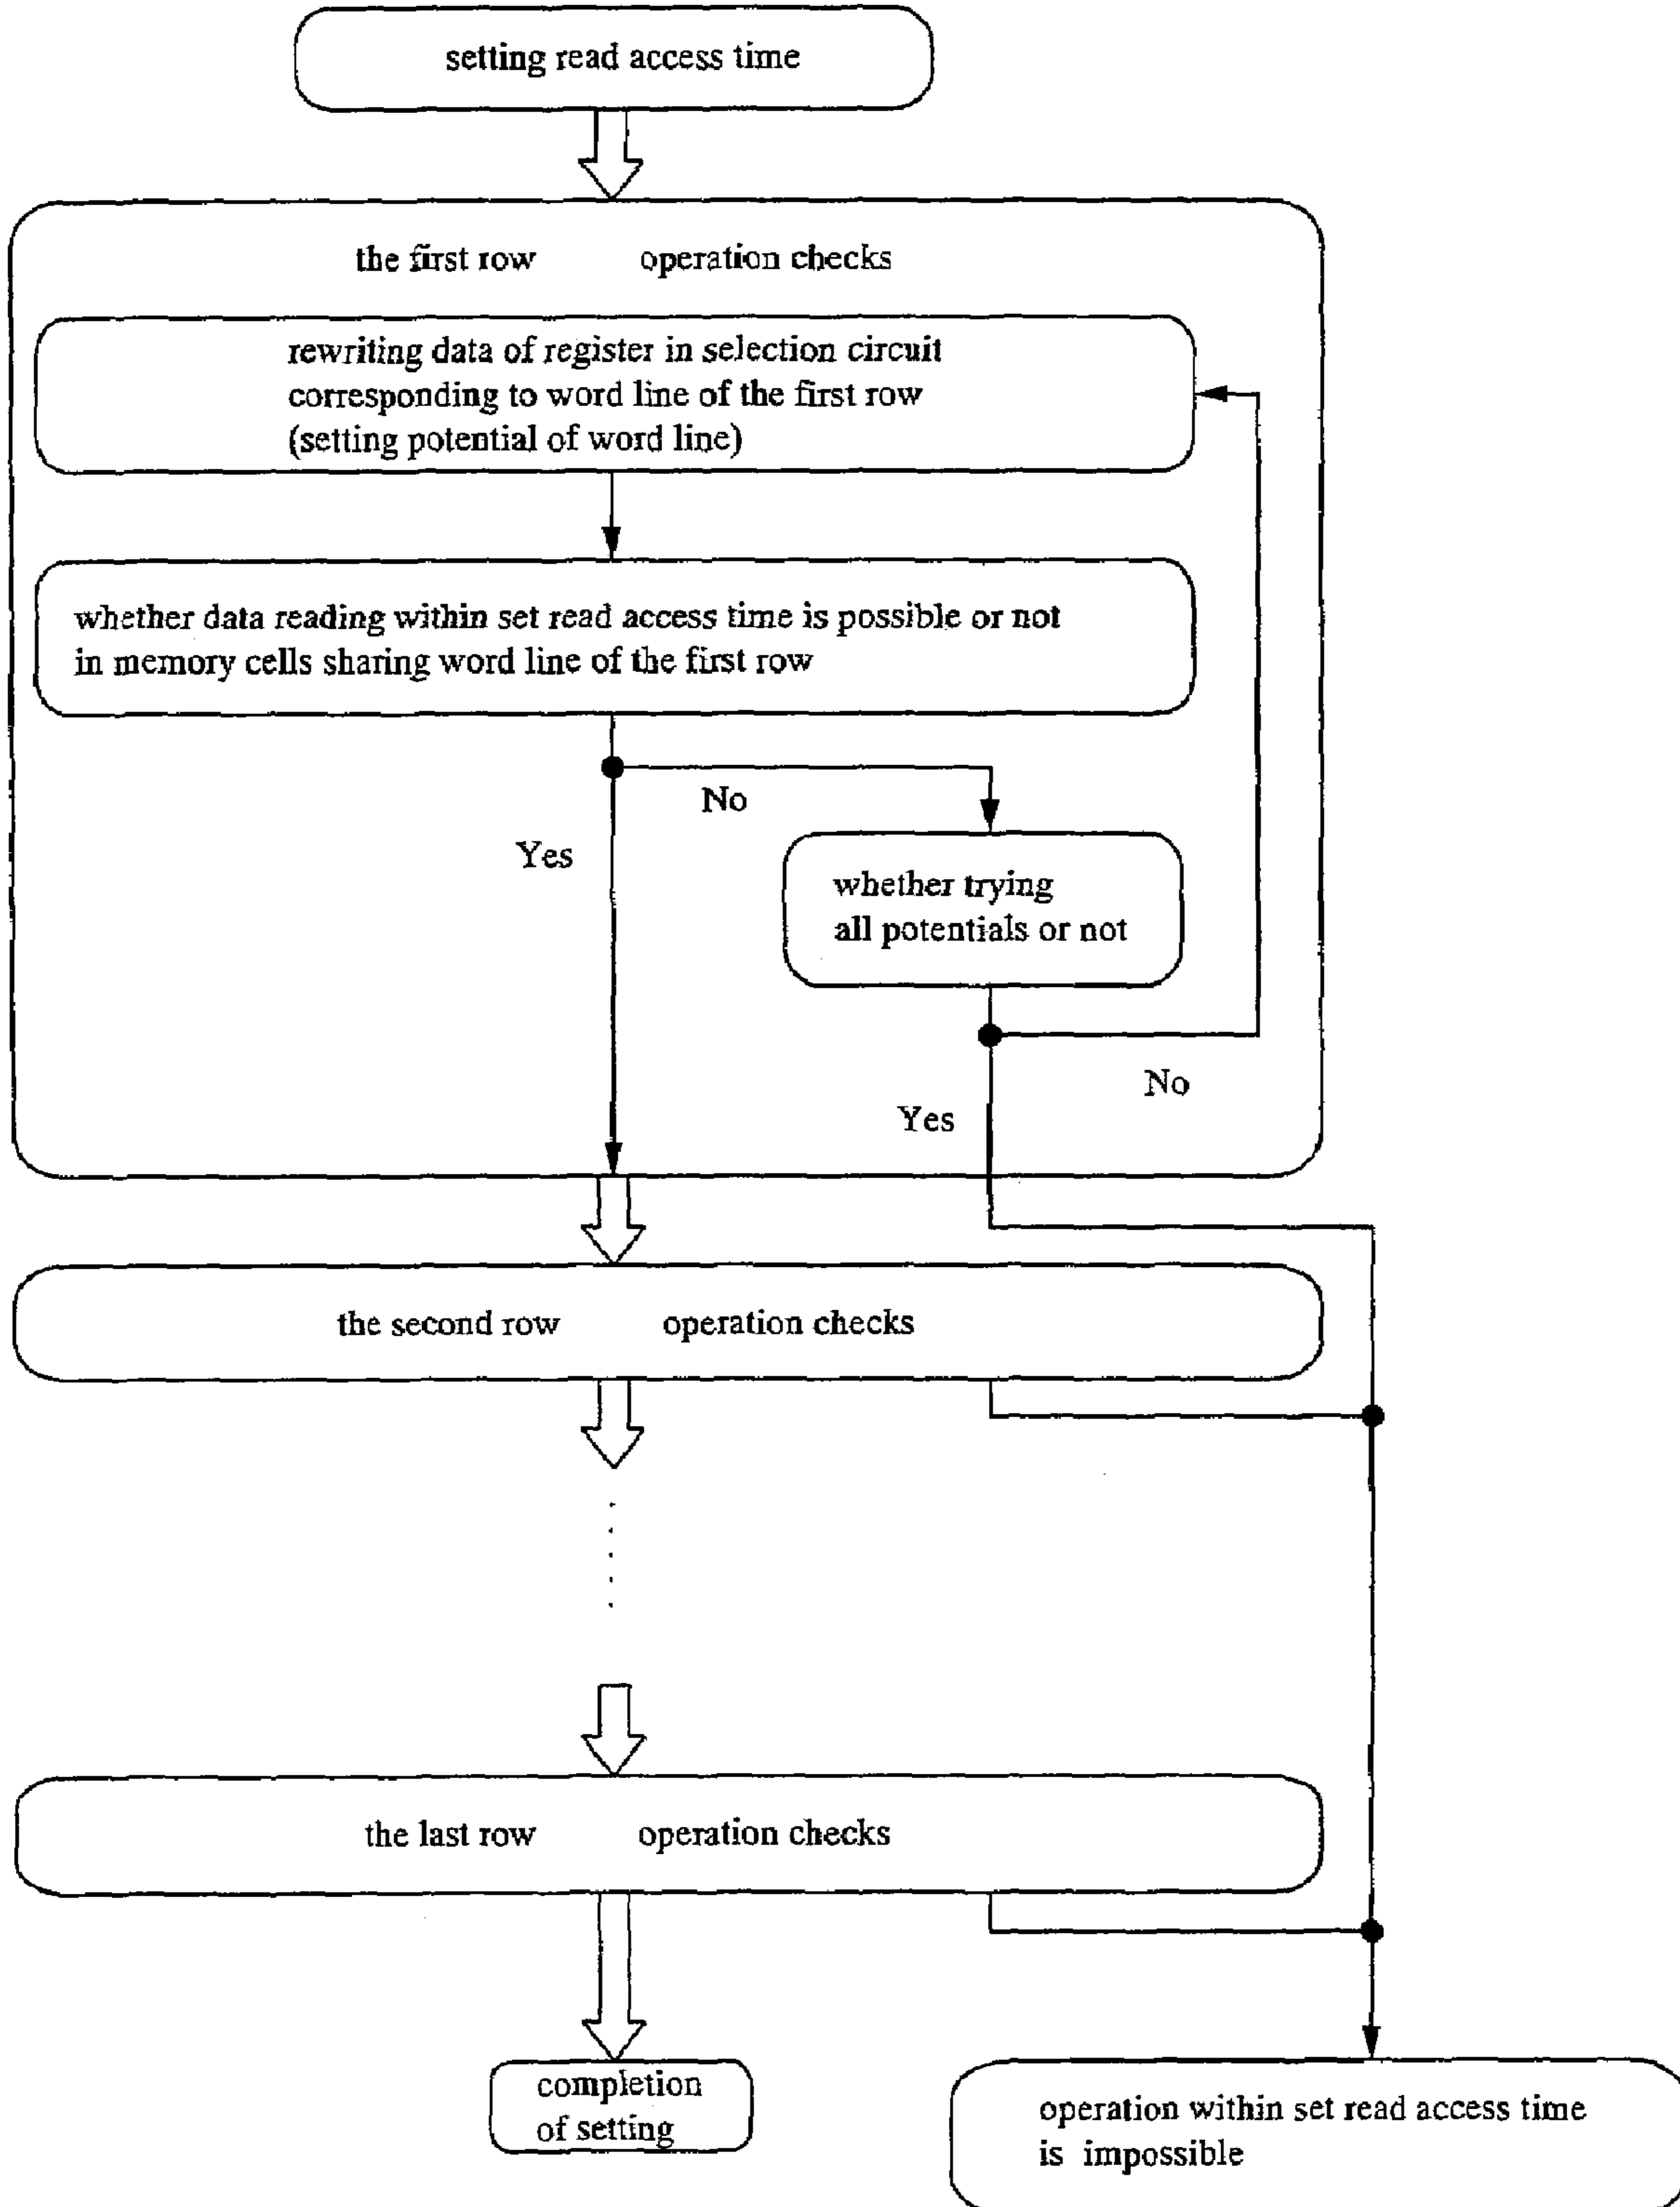 setting read access time
the first row operation checks
rewriting data of register in selection circuit
corresponding to word line of the first row
(setting potential of word line)
whether data reading within set read access time is possible or not
in memory cells sharing word line of the first row
No
Yes
whether trying
all potentials or not
No
Yes
the second row operation checks
the last row operation checks
completion
of setting
operation within set read access time
is impossible